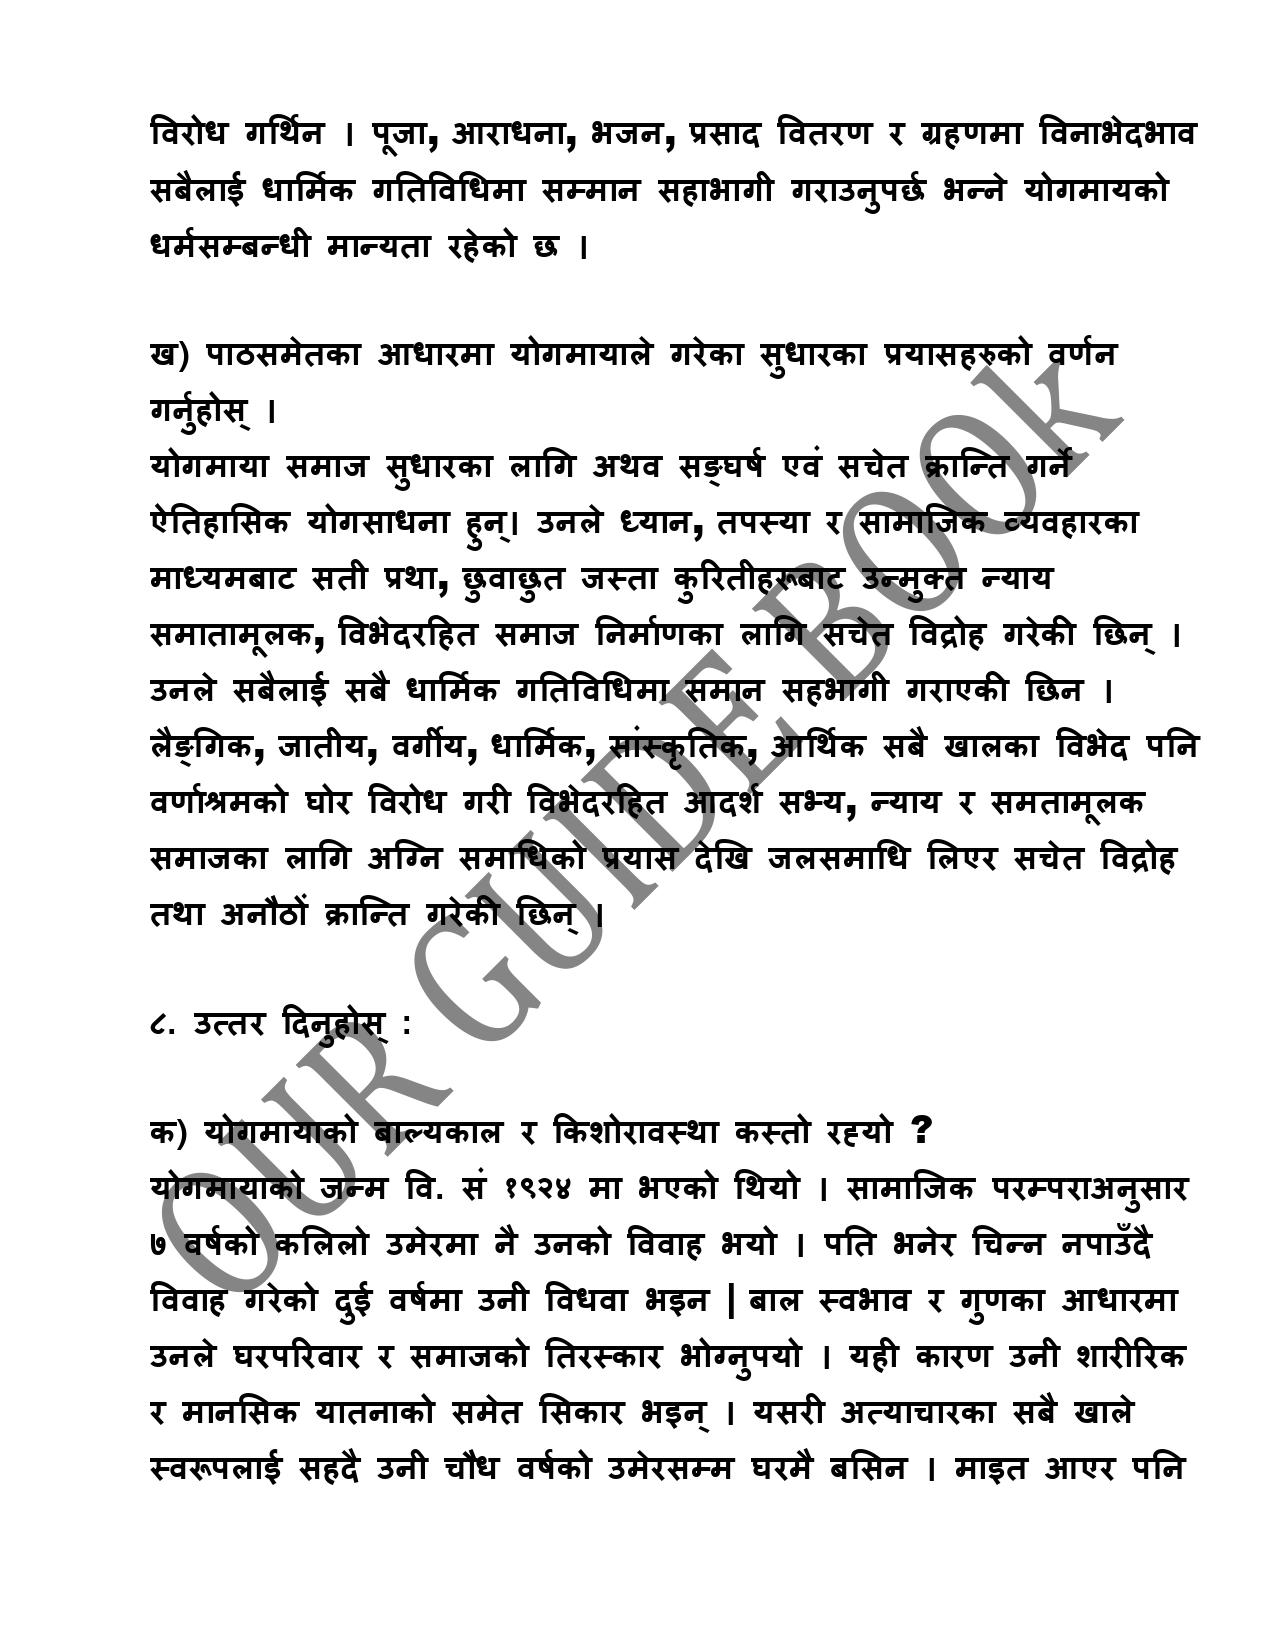 विरोध गर्थिन । पूजा, आराधना, भजन, प्रसाद वितरण र ग्रहणमा विनाभेदभाव
सबैलाई धार्मिक गतिविधिमा सम्मान सहाभागी गराउनुपर्छ भन्ने योगमायको
धर्मसम्बन्धी मान्यता रहेको छ ।
ख) पाठसमेतका आधारमा योगमायाले गरेका सुधारका प्रयासहरुको वर्णन
गर्नुहोस् ।
योगमाया समाज सुधारका लागि अथव सङ्घर्ष एवं सचेत क्रान्ति गर्ने
ऐतिहासिक योगसाधना हुन्। उनले ध्यान, तपस्या र सामाजिक व्यवहारका
माध्यमबाट सती प्रथा, छुवाछुत जस्ता कुरितीहरूबाट उन्मुक्त न्याय
समातामूलक, विभेदरहित समाज निर्माणका लागि सचेत विद्रोह गरेकी छिन् ।
उनले सबैलाई सबै धार्मिक गतिविधिमा समान सहभागी गराएकी छिन ।
लैङ्गिक, जातीय, वर्गीय, धार्मिक, सांस्कृतिक, आर्थिक सबै खालका विभेद पनि
वर्णाश्रमको घोर विरोध गरी विभेदरहित आदर्श सभ्य, न्याय र समतामूलक
समाजका लागि अग्नि समाधिको प्रयास देखि जलसमाधि लिएर सचेत विद्रोह
तथा अनौठों क्रान्ति गरेकी छिन् ।
८. उत्तर दिनुहोस् :
क) योगमायाको बाल्यकाल र किशोरावस्था कस्तो रह्यो ?
योगमायाको जन्म वि. सं १९२४ मा भएको थियो । सामाजिक परम्पराअनुसार
७ वर्षको कलिलो उमेरमा नै उनको विवाह भयो । पति भनेर चिन्न नपाउँदै
विवाह गरेको दुई वर्षमा उनी विधवा भइन | बाल स्वभाव र गुणका आधारमा
उनले घरपरिवार र समाजको तिरस्कार भोग्नुपयो । यही कारण उनी शारीरिक
र मानसिक यातनाको समेत सिकार भइन् । यसरी अत्याचारका सबै खाले
स्वरूपलाई सहदै उनी चौध वर्षको उमेरसम्म घरमै बसिन । माइत आएर पनि
OUR GUIDE BOOk